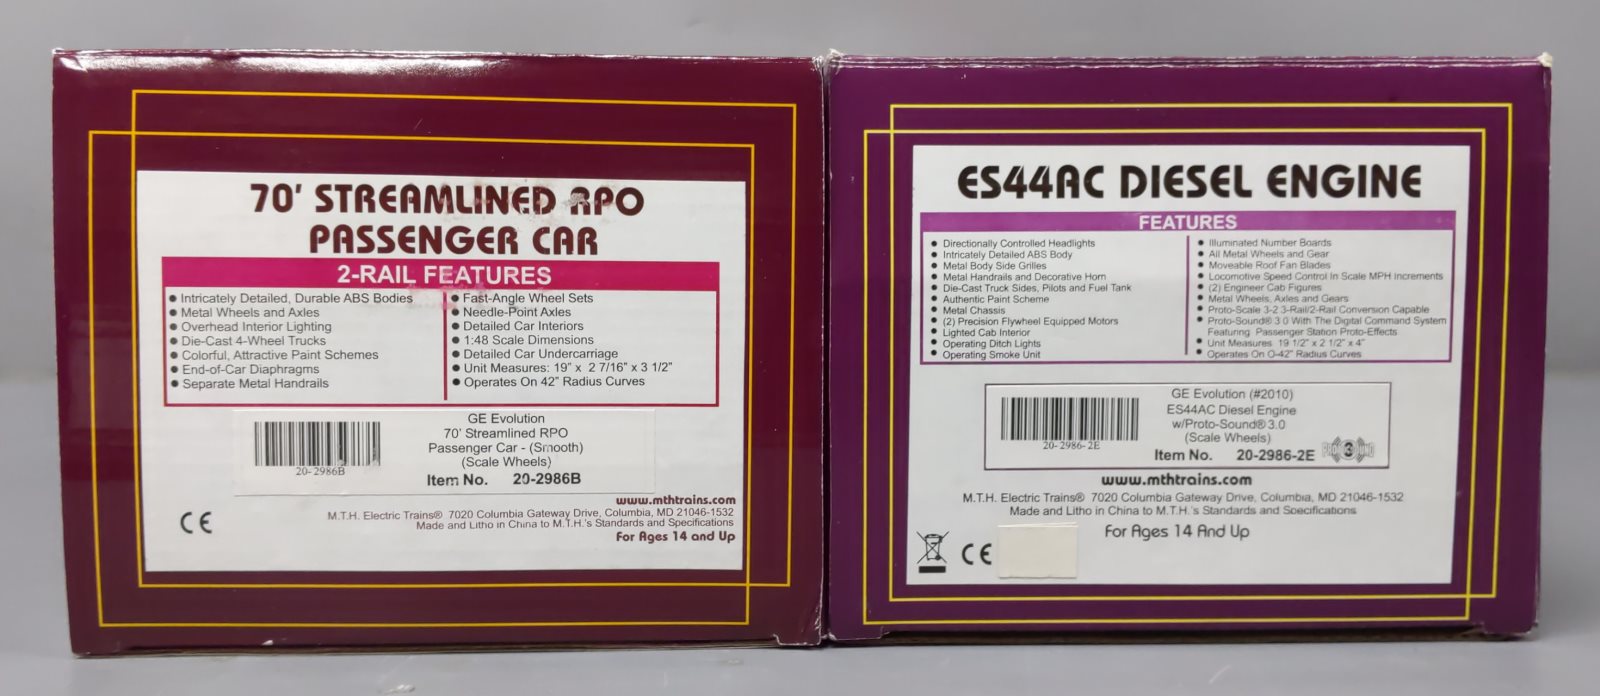 70' STREAMLINED RPO
PASSENGER CAR
2-RAIL FEATURES
● Intricately Detailed, Durable ABS Bodies
● Metal Wheels and Axles
● Overhead Interior Lighting
● Die-Cast 4-Wheel Trucks
● Colorful, Attractive Paint Schemes
● End-of-Car Diaphragms
● Separate Metal Handrails
● Fast-Angle Wheel Sets
● Needle-Point Axles
● Detailed Car Interiors
● 1:48 Scale Dimensions
● Detailed Car Undercarriage
● Unit Measures: 19" x 2 7/16" x 3 1/2"
● Operates On 42" Radius Curves
20-2986B
GE Evolution
70' Streamlined RPO
Passenger Car - (Smooth)
(Scale Wheels)
Item No. 20-2986B
www.mthtrains.com
M.T.H. Electric Trains® 7020 Columbia Gateway Drive, Columbia, MD 21046-1532
Made and Litho in China to M.T.H.'s Standards and Specifications
For Ages 14 and Up
CE
ES44AC DIESEL ENGINE
FEATURES
● Directionally Controlled Headlights
● Intricately Detailed ABS Body
● Metal Body Side Grilles
● Metal Handrails and Decorative Horn
● Die-Cast Truck Sides, Pilots and Fuel Tank
● Authentic Paint Scheme
● Metal Chassis
● (2) Precision Flywheel Equipped Motors
● Lighted Cab Interior
● Operating Ditch Lights
● Operating Smoke Unit
● Illuminated Number Boards
● All Metal Wheels and Gear
● Moveable Roof Fan Blades
● Locomotive Speed Control In Scale MPH Increments
● (2) Engineer Cab Figures
● Metal Wheels, Axles and Gears
● Proto-Scale 3-2 3-Rail/2-Rail Conversion Capable
● Proto-Sound® 3.0 With The Digital Command System
Featuring Passenger Station Proto-Effects
● Unit Measures 19 1/2" x 2 1/2" x 4"
● Operates On O-42" Radius Curves
20-2986-2E
GE Evolution (#2010)
ES44AC Diesel Engine
w/Proto-Sound® 3.0
(Scale Wheels)
Item No. 20-2986-2E
PROTO 3 SOUND
www.mthtrains.com
M.T.H. Electric Trains® 7020 Columbia Gateway Drive, Columbia, MD 21046-1532
Made and Litho in China to M.T.H.'s Standards and Specifications
For Ages 14 And Up
CE